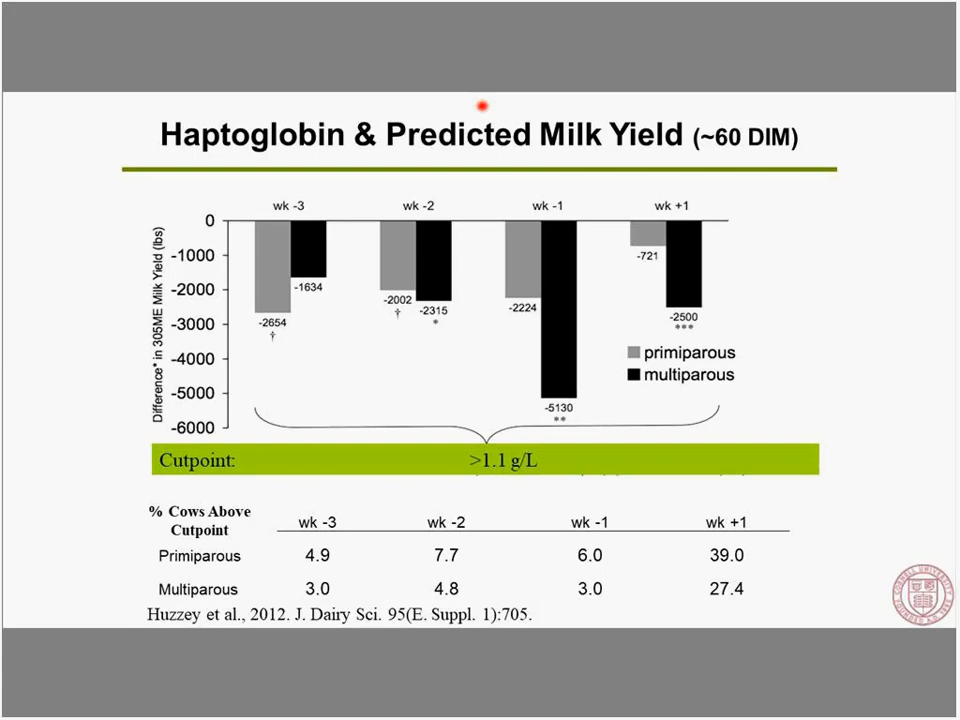 Haptoglobin & Predicted Milk Yield (~60 DIM)
wk -3 wk -2 wk -1 wk +1
Difference* in 305ME Milk Yield (lbs)
0
-1000
-2000
-3000
-4000
-5000
-6000
-2654
†
-1634
-2002
†
-2315
*
-2224
-5130
**
-721
-2500
***
primiparous
multiparous
Cutpoint: >1.1 g/L
% Cows Above
Cutpoint
wk -3 wk -2 wk -1 wk +1
Primiparous 4.9 7.7 6.0 39.0
Multiparous 3.0 4.8 3.0 27.4
Huzzey et al., 2012. J. Dairy Sci. 95(E. Suppl. 1):705.
CORNELL UNIVERSITY